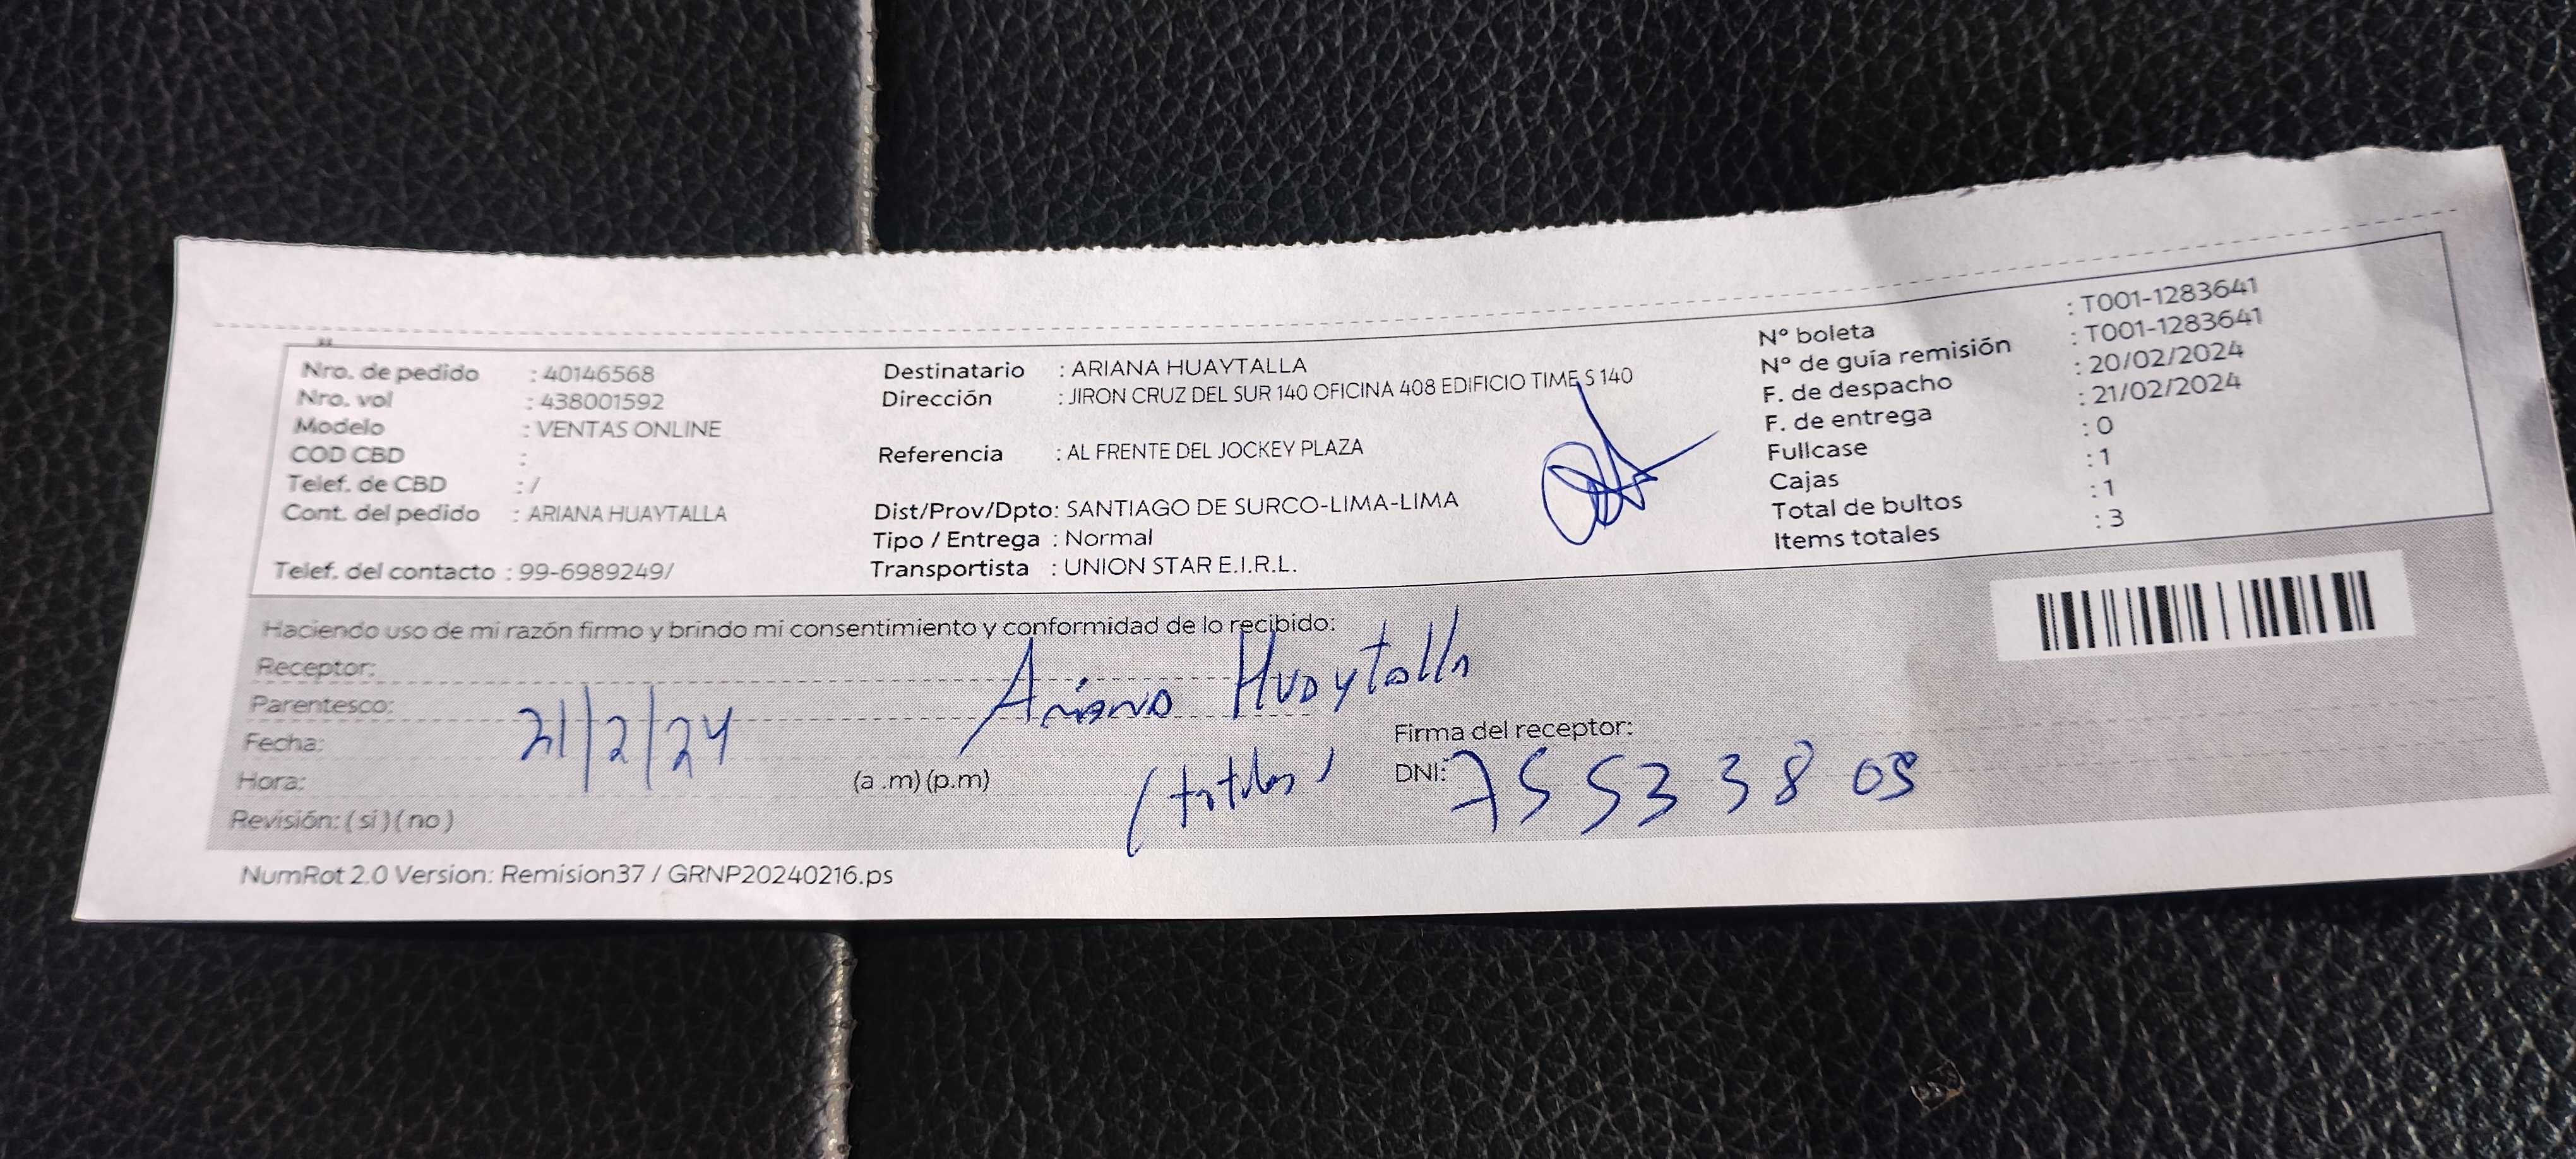 Nro. de pedido : 40146568
Nro. vol : 438001592
Modelo : VENTAS ONLINE
COD CBD :
Telef. de CBD : /
Cont. del pedido : ARIANA HUAYTALLA
Telef. del contacto : 99-6989249/
Destinatario : ARIANA HUAYTALLA
Dirección : JIRON CRUZ DEL SUR 140 OFICINA 408 EDIFICIO TIME S 140
Referencia : AL FRENTE DEL JOCKEY PLAZA
Dist/Prov/Dpto: SANTIAGO DE SURCO-LIMA-LIMA
Tipo / Entrega : Normal
Transportista : UNION STAR E.I.R.L.
N° boleta : T001-1283641
N° de guía remisión : T001-1283641
F. de despacho : 20/02/2024
F. de entrega : 21/02/2024
Fullcase : 0
Cajas : 1
Total de bultos : 1
Items totales : 3
Haciendo uso de mi razón firmo y brindo mi consentimiento y conformidad de lo recibido:
Receptor: Ariana Huaytalla
Parentesco:
Fecha: 21/2/24
Firma del receptor:
Hora: (a .m) (p.m)
DNI:
Revisión: ( si ) ( no )
NumRot 2.0 Version: Remision37 / GRNP20240216.ps